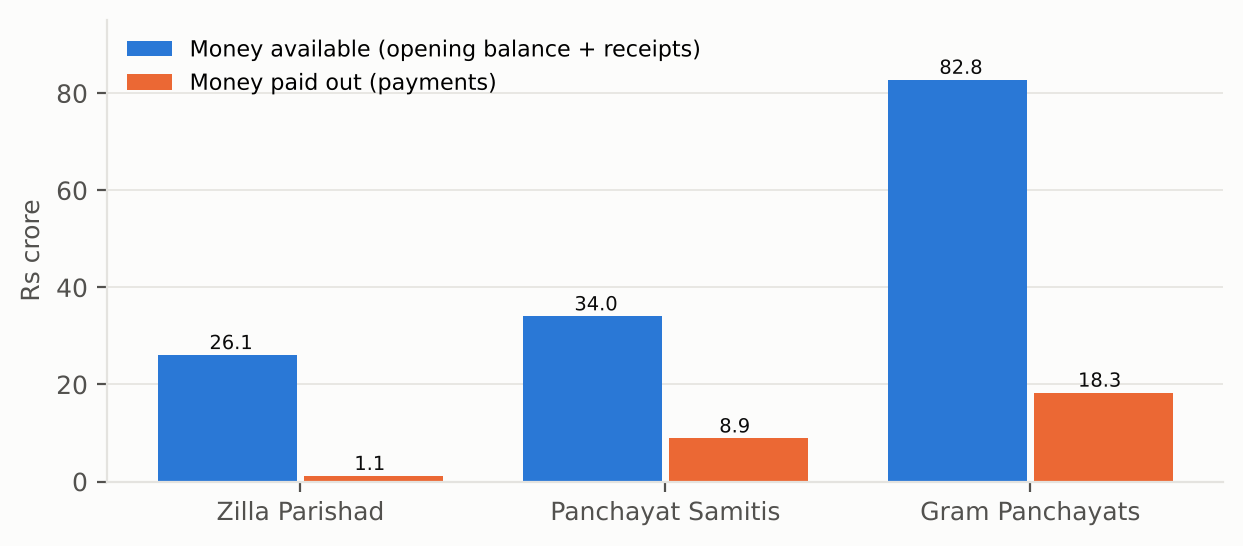 Money available (opening balance + receipts)
Money paid out (payments)
Rs crore
80
60
40
20
0
26.1
1.1
34.0
8.9
82.8
18.3
Zilla Parishad
Panchayat Samitis
Gram Panchayats